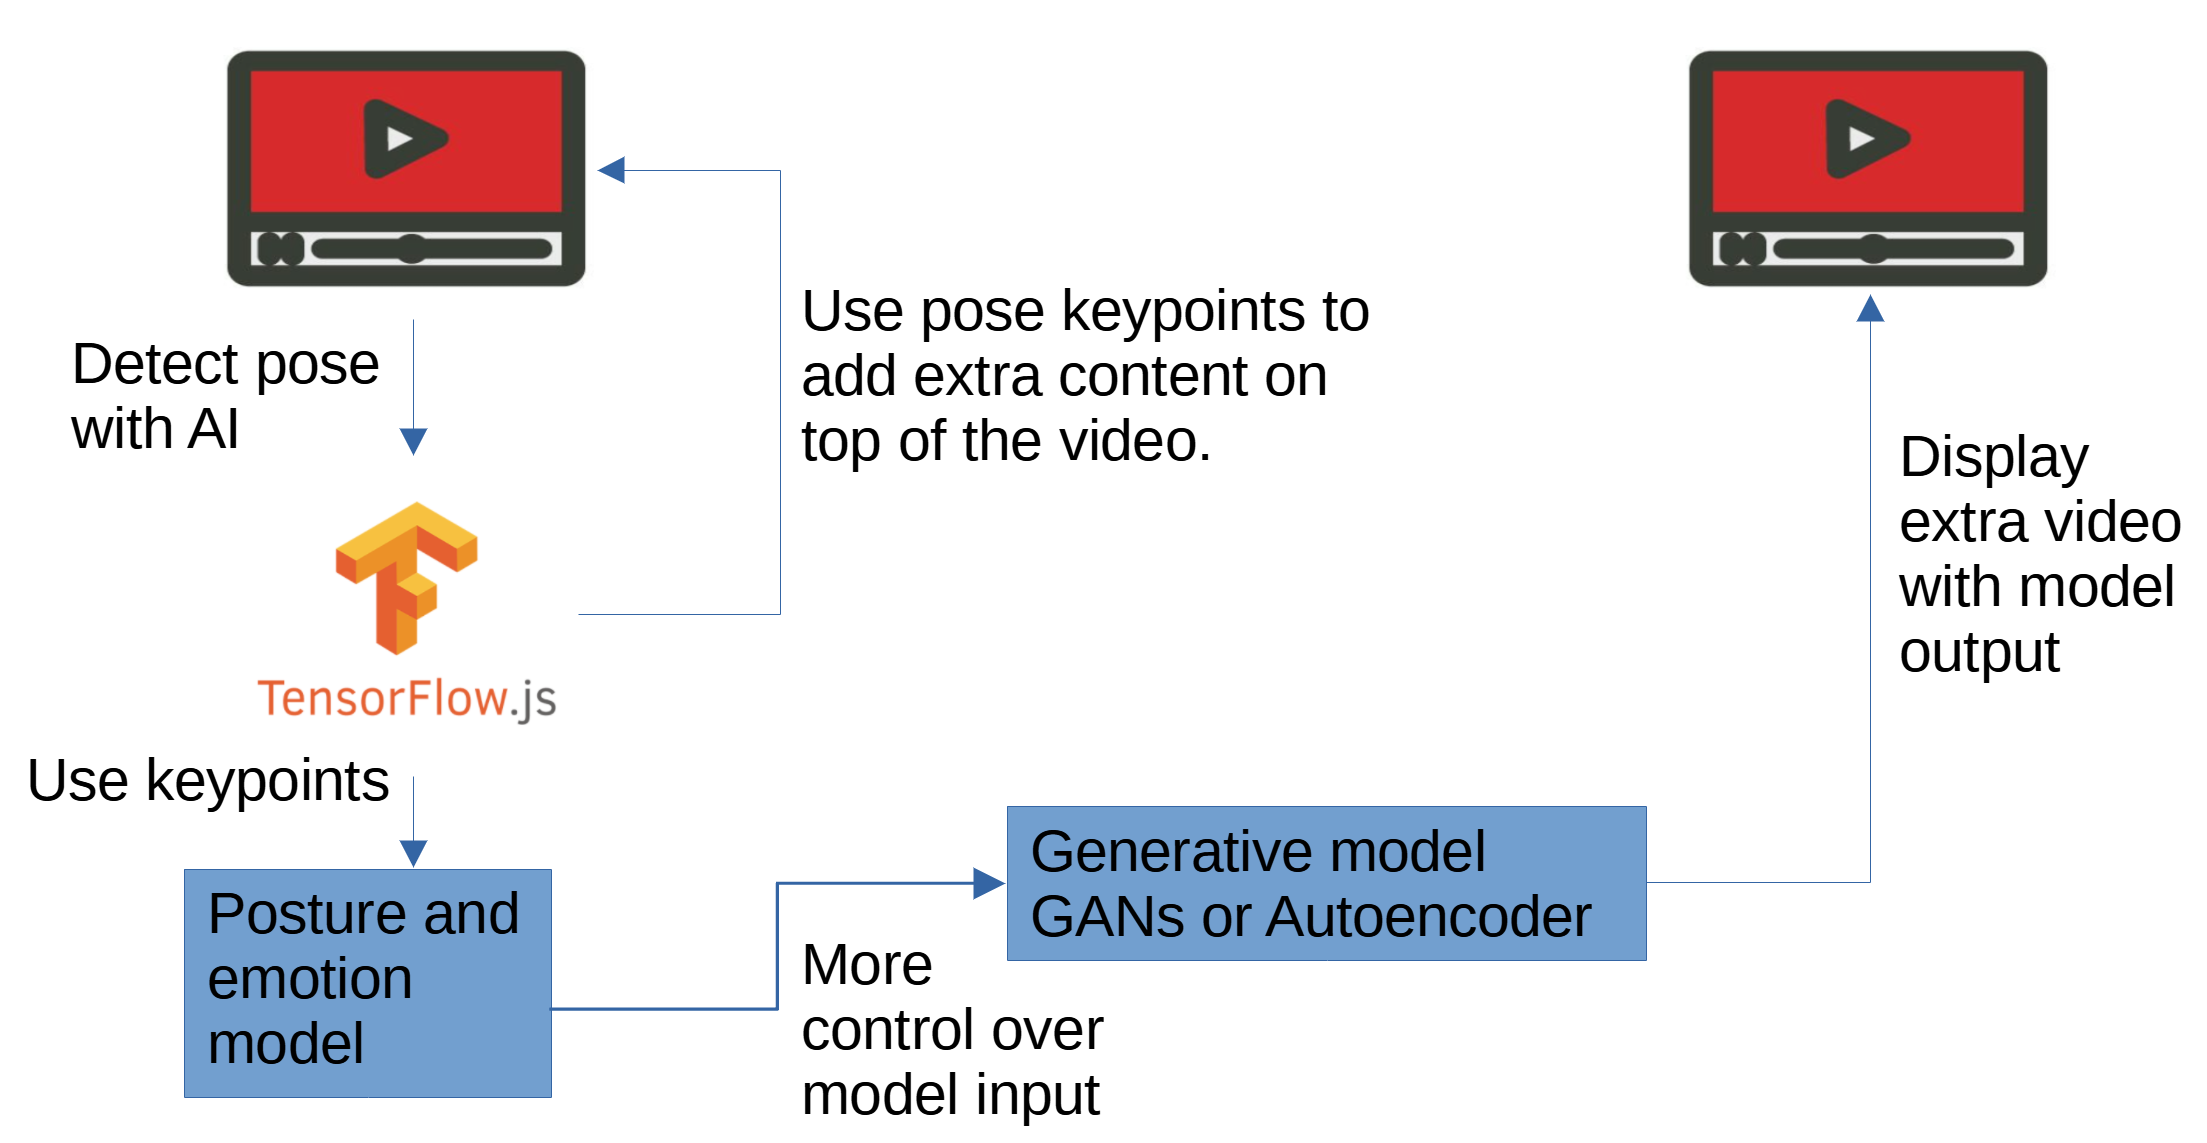 Detect pose
with AI
Use pose keypoints to
add extra content on
top of the video.
Display
extra video
with model
output
TensorFlow.js
Use keypoints
Posture and
emotion
model
More
control over
model input
Generative model
GANs or Autoencoder